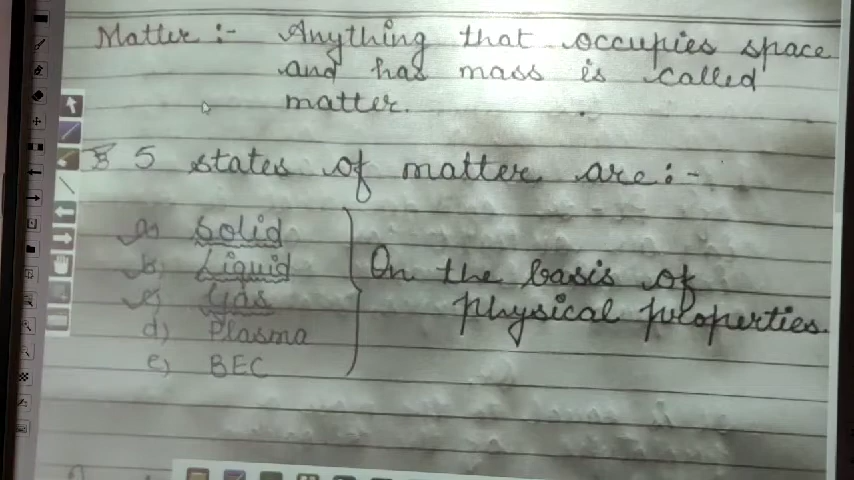 Matter :- Anything that occupies space
and has mass is called
matter.
5 states of matter are :-
a) Solid
b) Liquid
c) Gas
d) Plasma
e) BEC
On the basis of
physical properties.